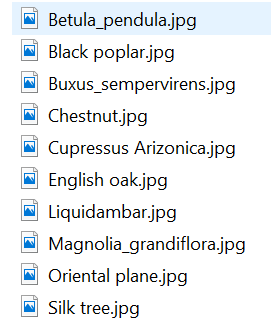 Betula_pendula.jpg
Black poplar.jpg
Buxus_sempervirens.jpg
Chestnut.jpg
Cupressus Arizonica.jpg
English oak.jpg
Liquidambar.jpg
Magnolia_grandiflora.jpg
Oriental plane.jpg
Silk tree.jpg